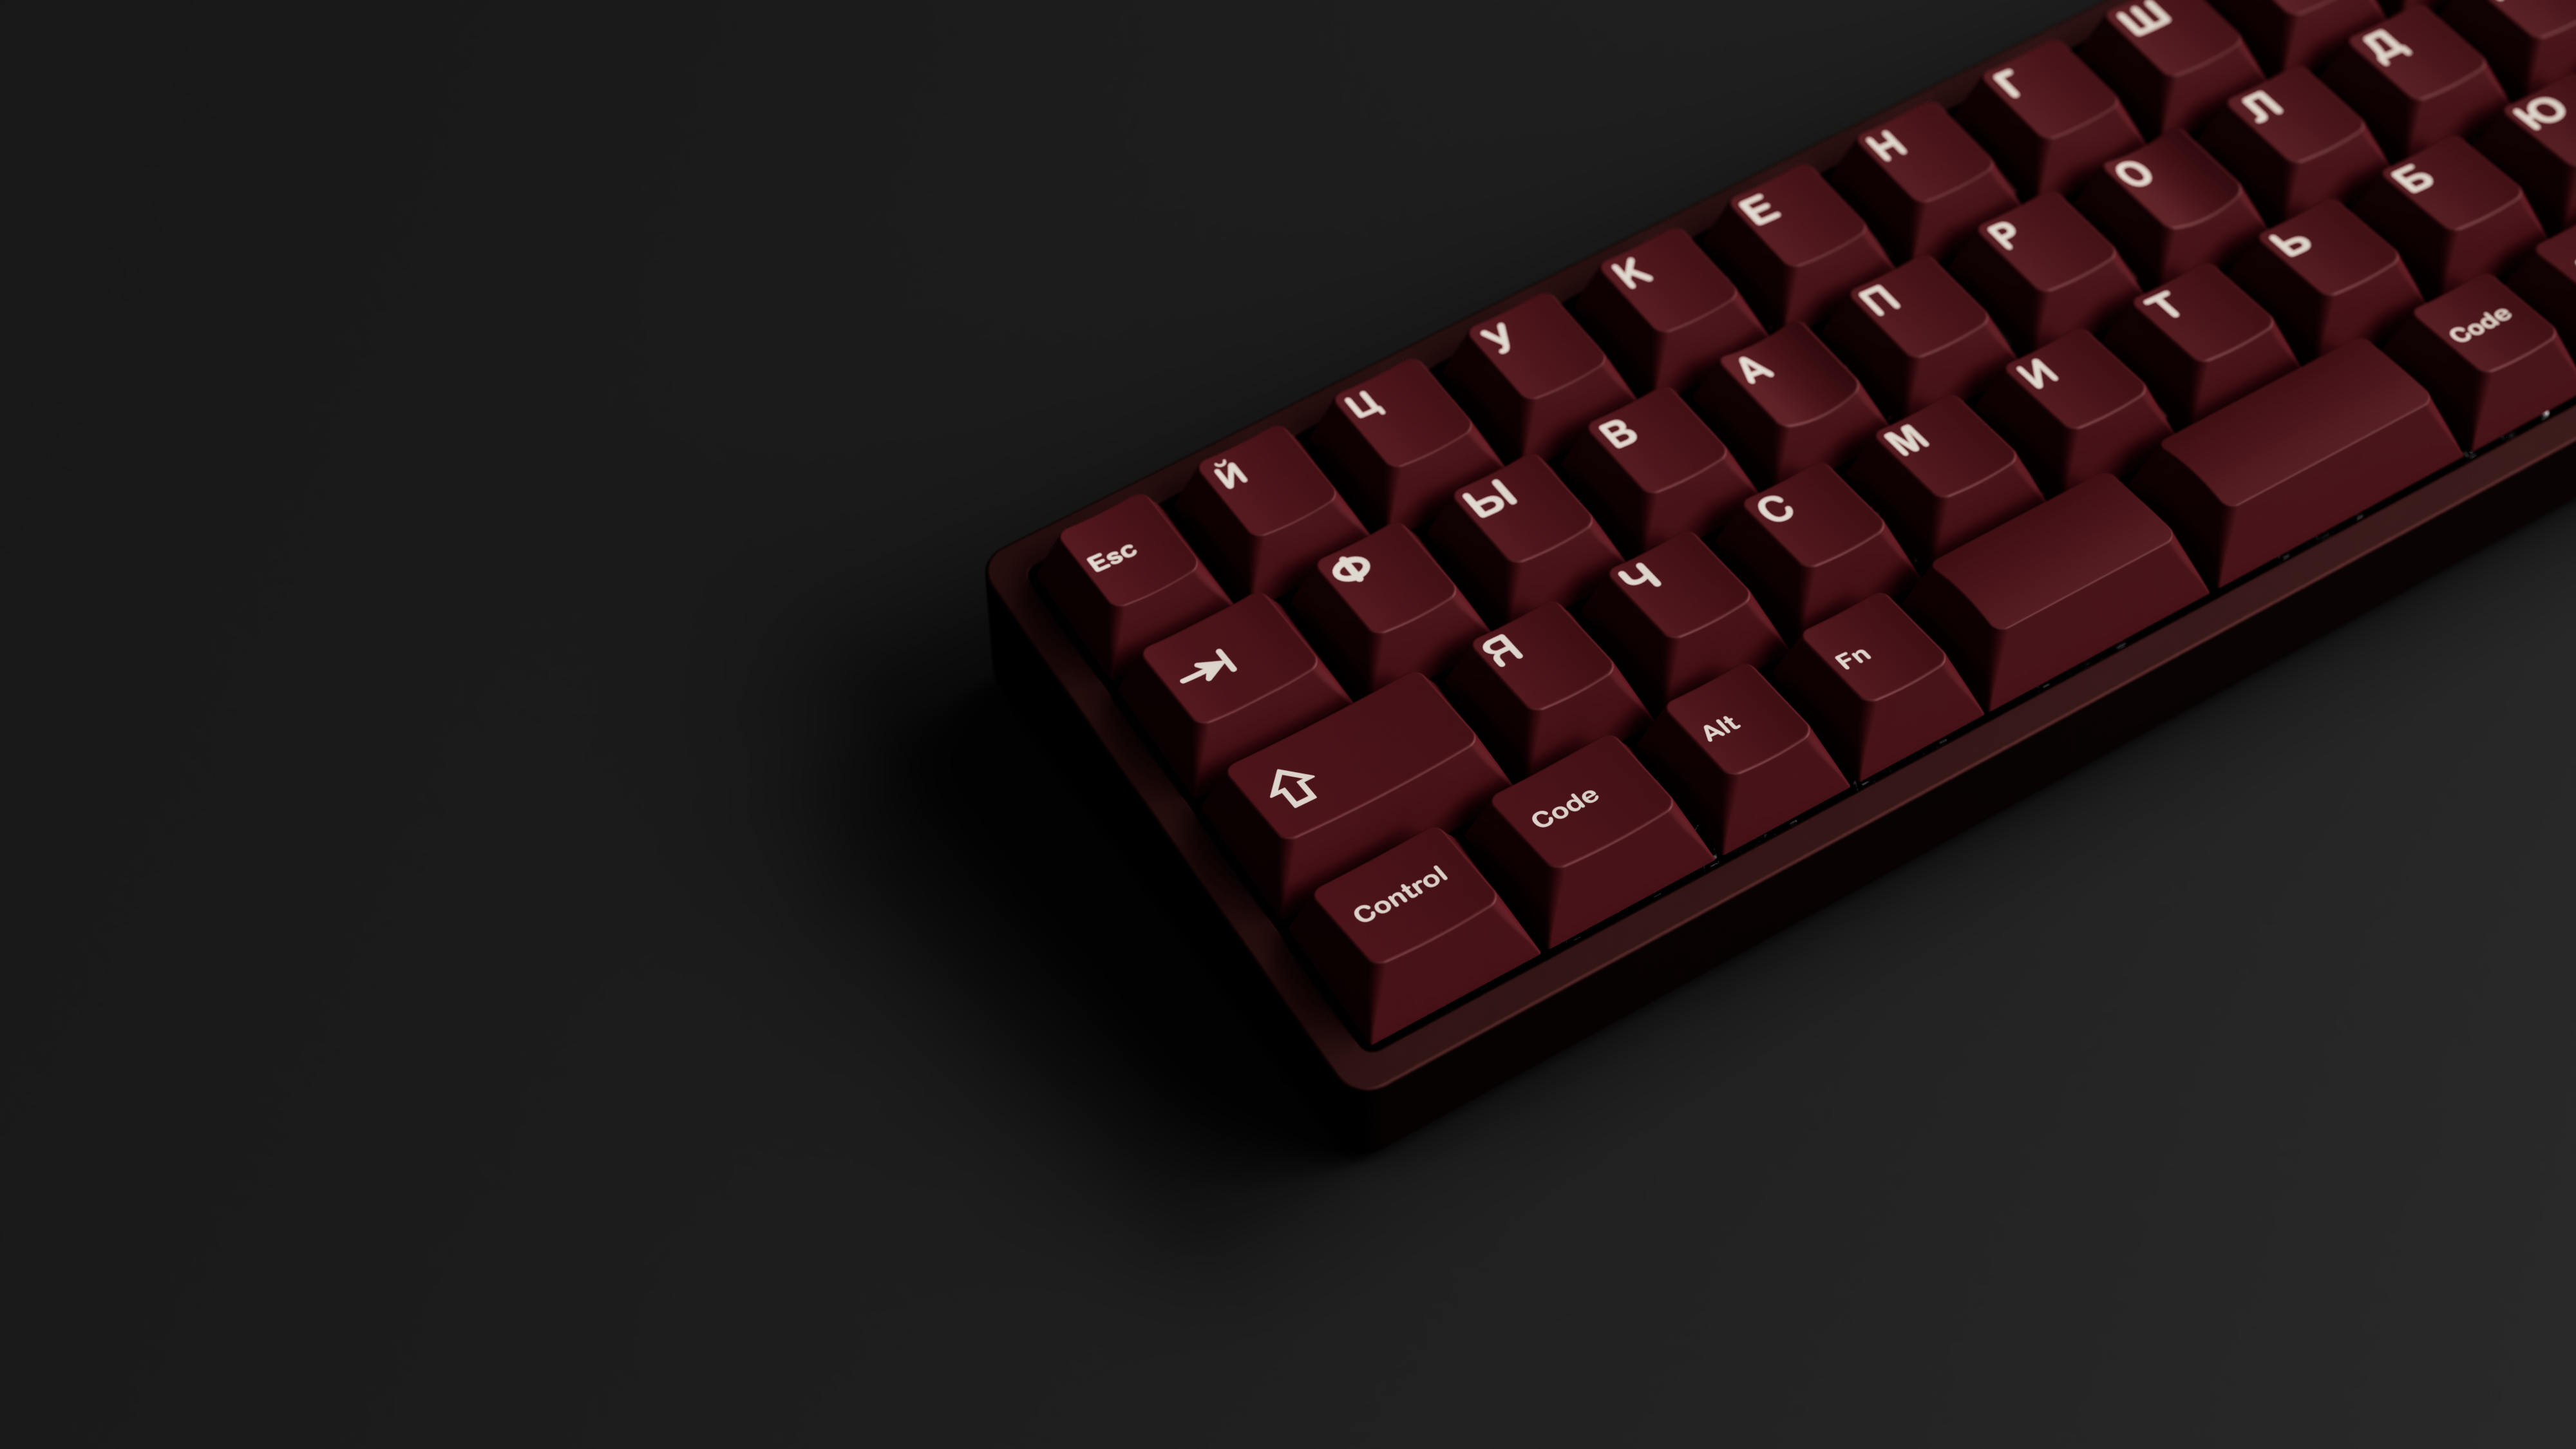 Esc Й Ц У К Е Н Г Ш
Ф Ы В А П Р О Л Д
Я Ч С М И Т Ь Б Ю
Control Code Alt Fn Code